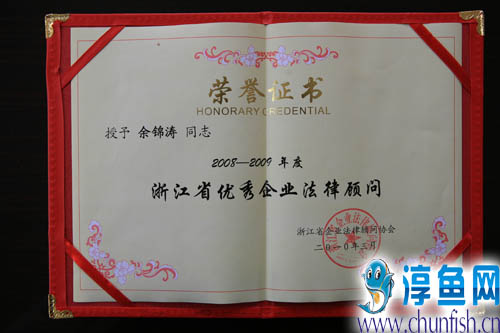 荣誉证书
HONORARY CREDENTIAL
授予 余锦涛 同志
2008—2009 年度
浙江省优秀企业法律顾问
浙江省企业法律顾问协会
二〇一〇年三月
淳鱼网
www.chunfish.cn